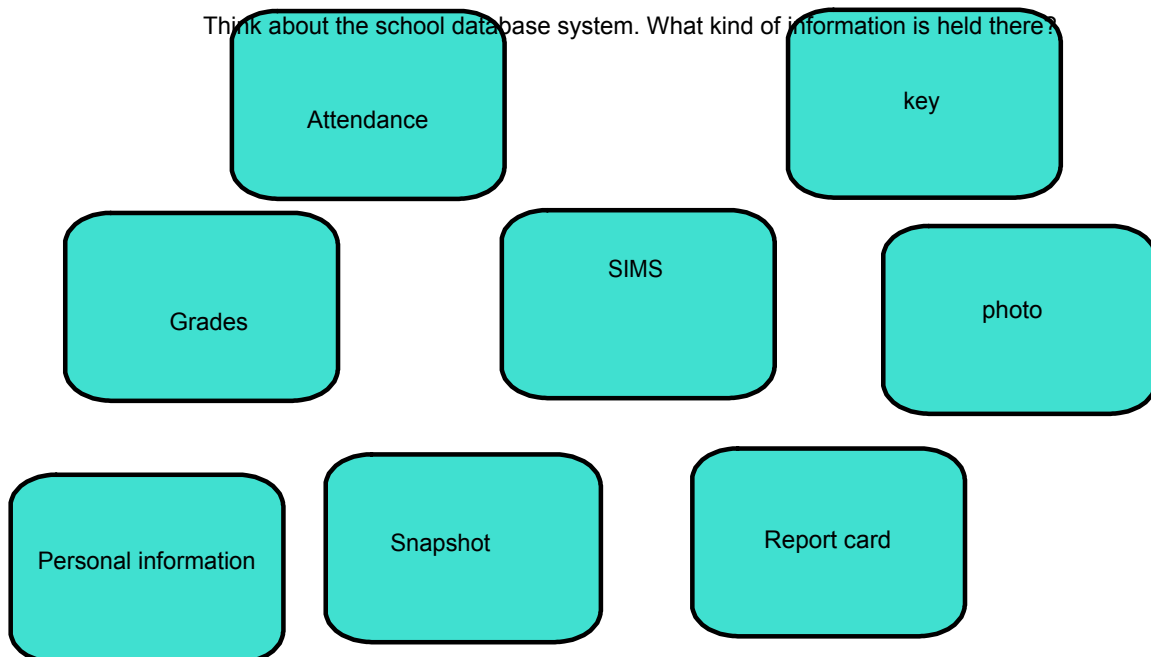 Think about the school database system. What kind of information is held there?
Attendance
key
Grades
SIMS
photo
Personal information
Snapshot
Report card